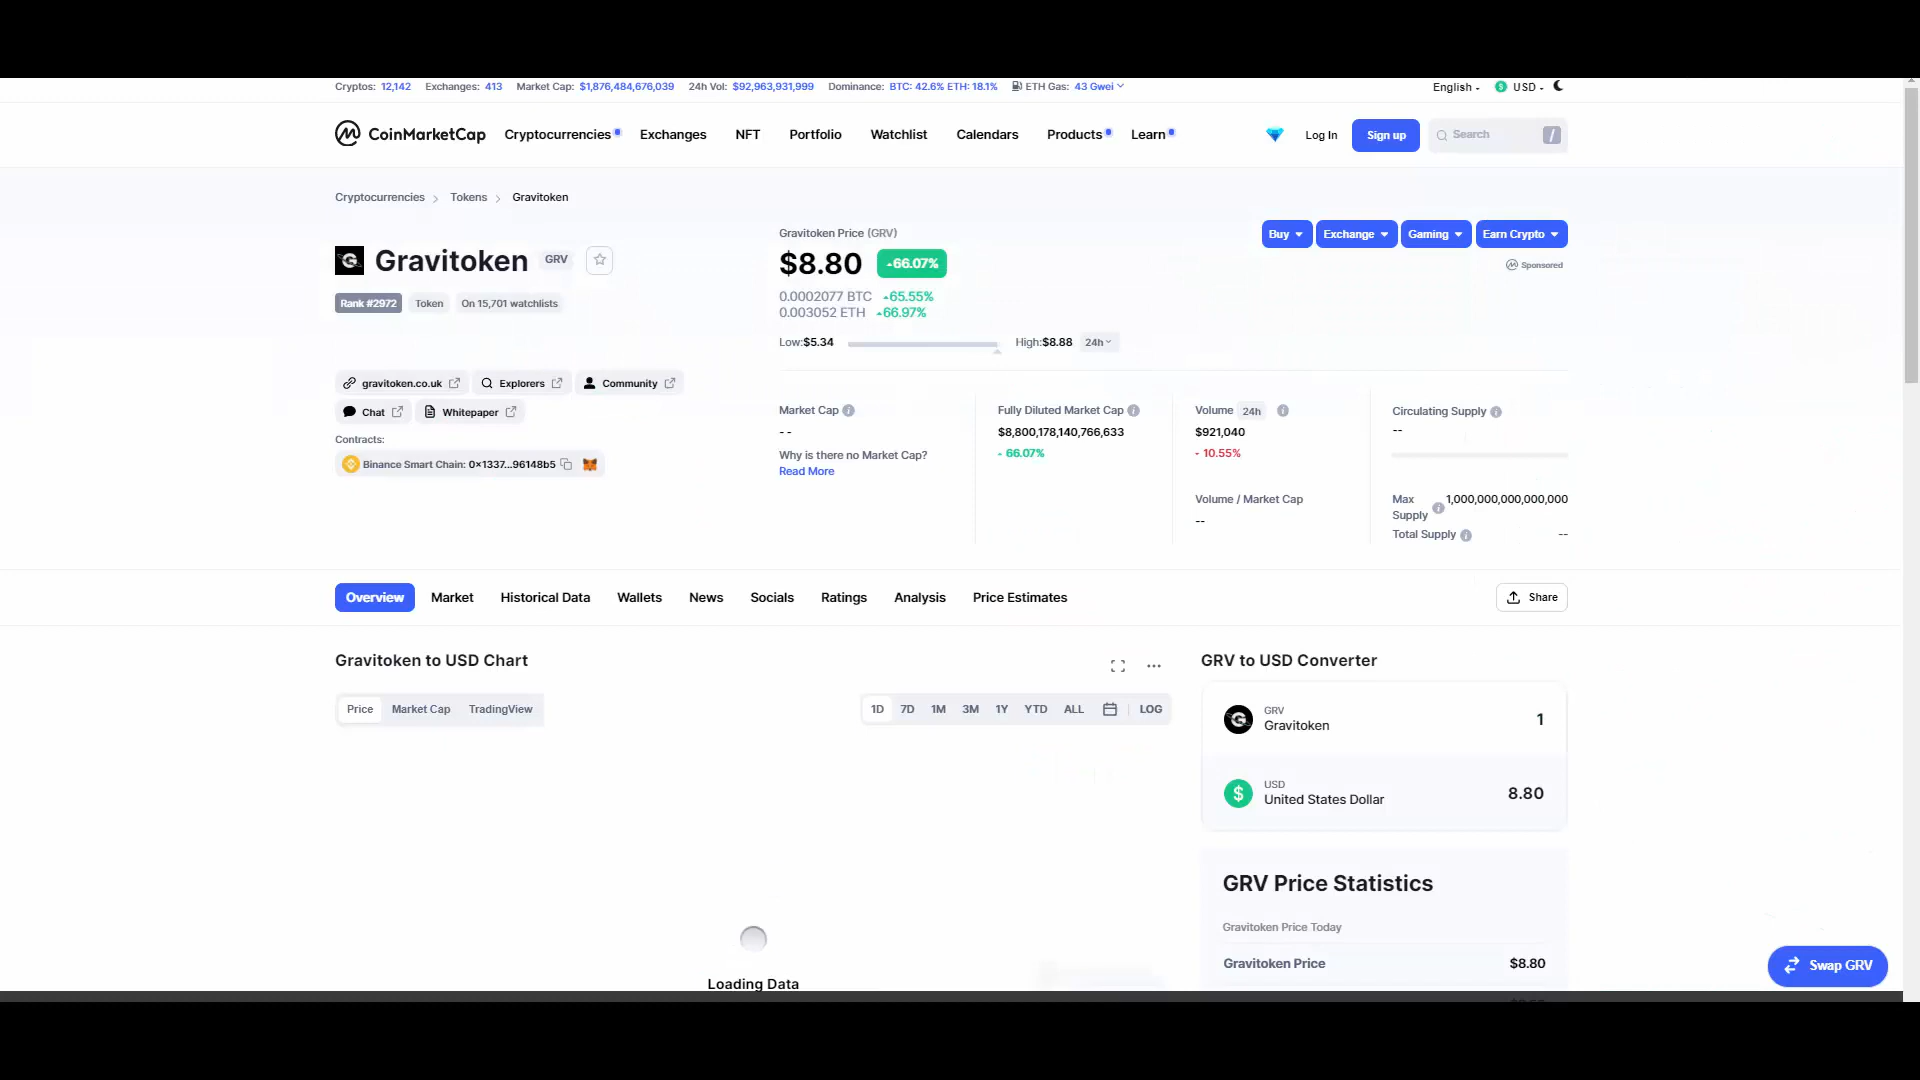 Cryptos: 12,142 Exchanges: 413 Market Cap: $1,876,484,676,039 24h Vol: $92,963,931,999 Dominance: BTC: 42.6% ETH: 18.1% ETH Gas: 43 Gwei English USD
CoinMarketCap Cryptocurrencies Exchanges NFT Portfolio Watchlist Calendars Products Learn Log In Sign up Search /
Cryptocurrencies > Tokens > Gravitoken
Gravitoken GRV
Rank #2972 Token On 15,701 watchlists
gravitoken.co.uk Explorers Community
Chat Whitepaper
Contracts:
Binance Smart Chain: 0x1337...96148b5
Gravitoken Price (GRV)
$8.80 66.07%
0.0002077 BTC 65.55%
0.003052 ETH 66.97%
Low:$5.34 High:$8.88 24h
Buy Exchange Gaming Earn Crypto
Sponsored
Market Cap
- -
Why is there no Market Cap?
Read More
Fully Diluted Market Cap
$8,800,178,140,766,633
66.07%
Volume 24h
$921,040
10.55%
Volume / Market Cap
--
Circulating Supply
--
Max Supply 1,000,000,000,000,000
Total Supply --
Overview Market Historical Data Wallets News Socials Ratings Analysis Price Estimates Share
Gravitoken to USD Chart
Price Market Cap TradingView 1D 7D 1M 3M 1Y YTD ALL LOG
Loading Data
GRV to USD Converter
GRV
Gravitoken 1
USD
United States Dollar 8.80
GRV Price Statistics
Gravitoken Price Today
Gravitoken Price $8.80
Swap GRV